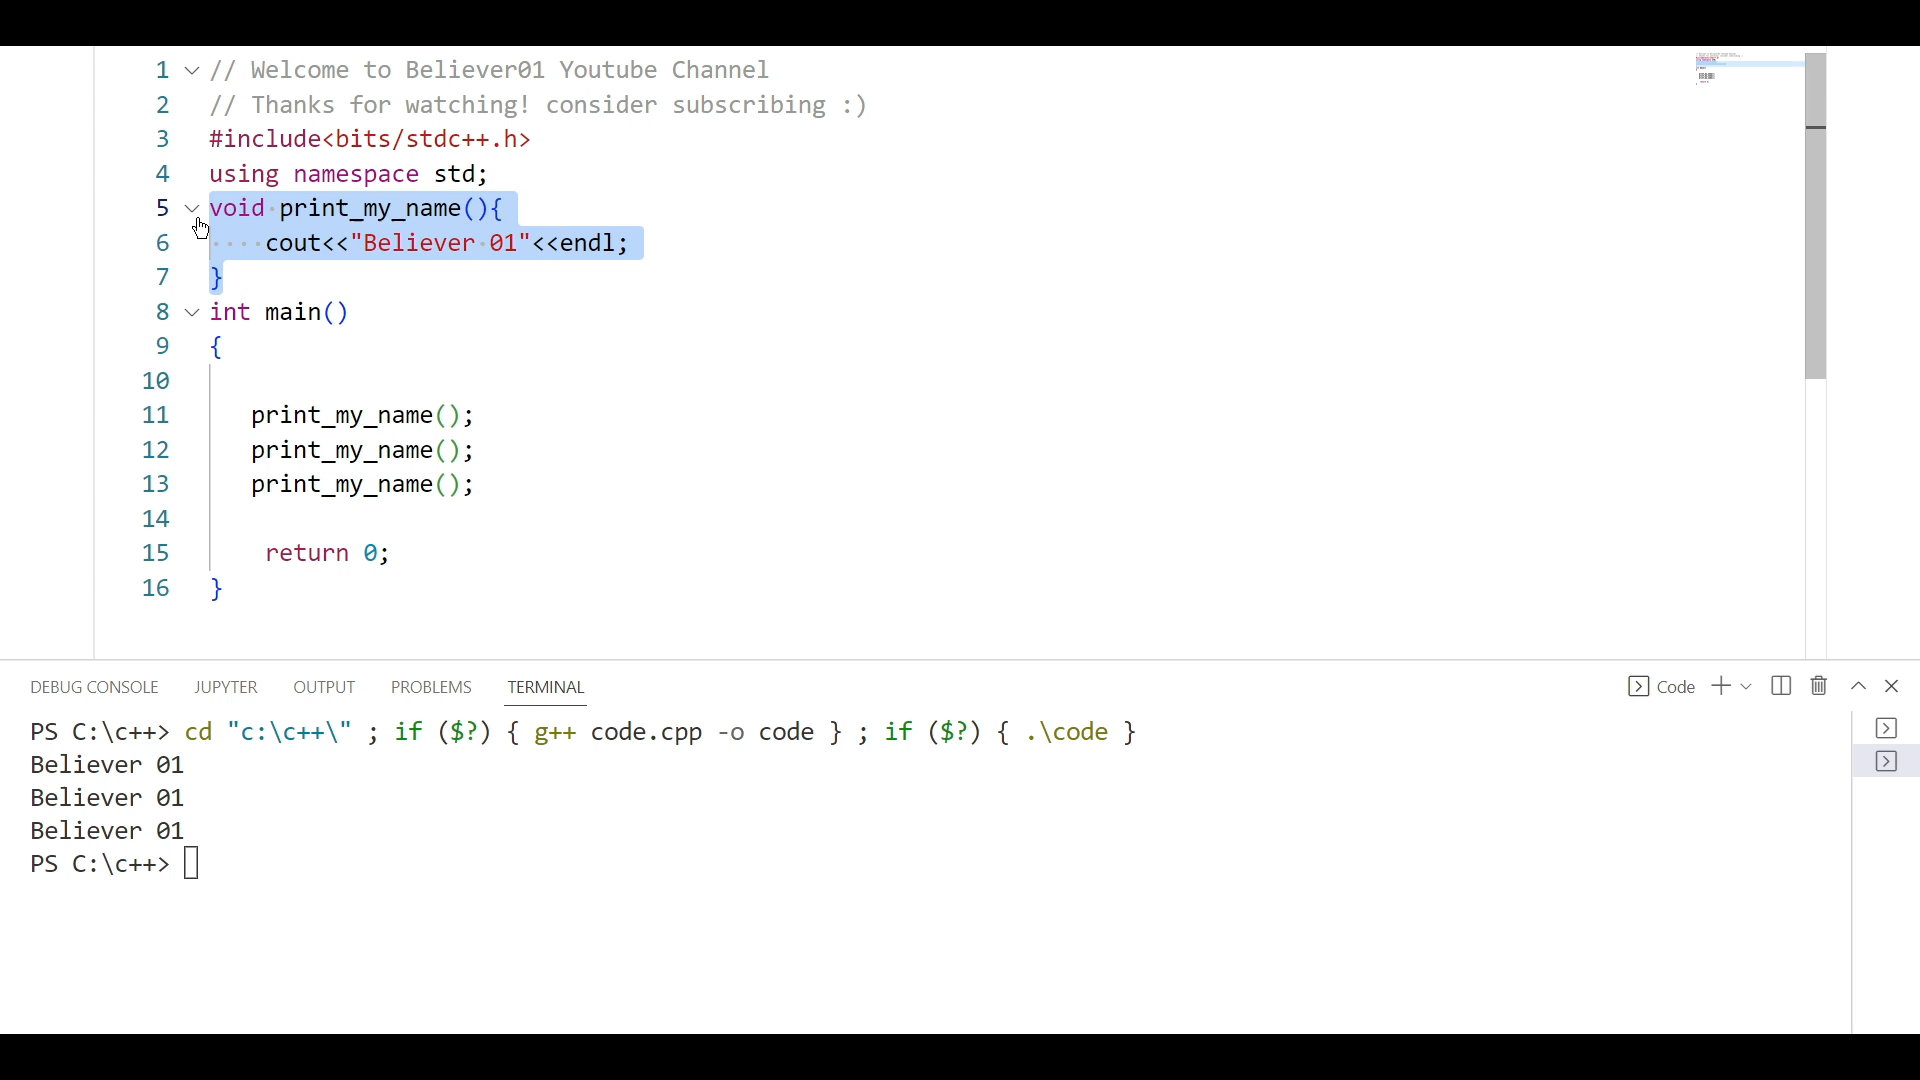 1 // Welcome to Believer01 Youtube Channel
2 // Thanks for watching! consider subscribing :)
3 #include<bits/stdc++.h>
4 using namespace std;
5 void print_my_name(){
6 cout<<"Believer 01"<<endl;
7 }
8 int main()
9 {
10
11 print_my_name();
12 print_my_name();
13 print_my_name();
14
15 return 0;
16 }
DEBUG CONSOLE JUPYTER OUTPUT PROBLEMS TERMINAL Code
PS C:\c++> cd "c:\c++\" ; if ($?) { g++ code.cpp -o code } ; if ($?) { .\code }
Believer 01
Believer 01
Believer 01
PS C:\c++>